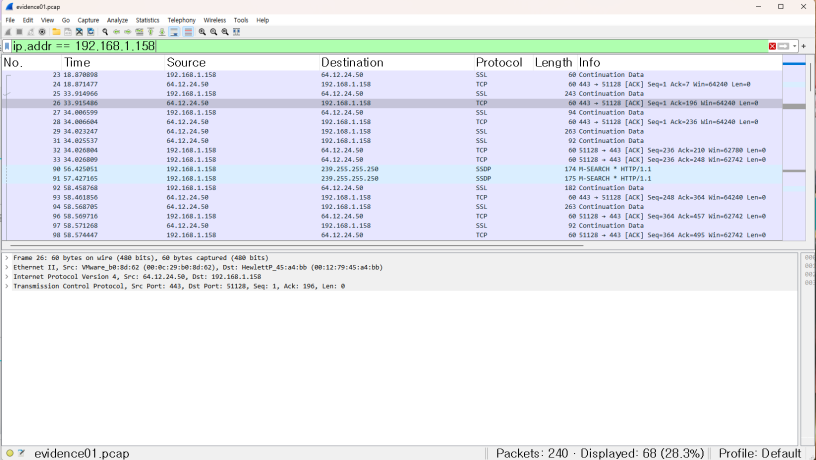 evidence01.pcap
File Edit View Go Capture Analyze Statistics Telephony Wireless Tools Help
ip.addr == 192.168.1.158
No. Time Source Destination Protocol Length Info
23 18.870898 192.168.1.158 64.12.24.50 SSL 60 Continuation Data
24 18.871477 64.12.24.50 192.168.1.158 TCP 60 443 → 51128 [ACK] Seq=1 Ack=7 Win=64240 Len=0
25 33.914966 192.168.1.158 64.12.24.50 SSL 243 Continuation Data
26 33.915486 64.12.24.50 192.168.1.158 TCP 60 443 → 51128 [ACK] Seq=1 Ack=196 Win=64240 Len=0
27 34.006599 192.168.1.158 64.12.24.50 SSL 94 Continuation Data
28 34.006604 64.12.24.50 192.168.1.158 TCP 60 443 → 51128 [ACK] Seq=1 Ack=236 Win=64240 Len=0
29 34.023247 64.12.24.50 192.168.1.158 SSL 263 Continuation Data
31 34.025537 64.12.24.50 192.168.1.158 SSL 92 Continuation Data
32 34.026804 192.168.1.158 64.12.24.50 TCP 60 51128 → 443 [ACK] Seq=236 Ack=210 Win=62780 Len=0
33 34.026809 192.168.1.158 64.12.24.50 TCP 60 51128 → 443 [ACK] Seq=236 Ack=248 Win=62742 Len=0
90 56.425051 192.168.1.158 239.255.255.250 SSDP 174 M-SEARCH * HTTP/1.1
91 57.427165 192.168.1.158 239.255.255.250 SSDP 175 M-SEARCH * HTTP/1.1
92 58.458768 192.168.1.158 64.12.24.50 SSL 182 Continuation Data
93 58.461856 64.12.24.50 192.168.1.158 TCP 60 443 → 51128 [ACK] Seq=248 Ack=364 Win=64240 Len=0
94 58.568705 64.12.24.50 192.168.1.158 SSL 263 Continuation Data
96 58.569716 192.168.1.158 64.12.24.50 TCP 60 51128 → 443 [ACK] Seq=364 Ack=457 Win=62742 Len=0
97 58.571268 64.12.24.50 192.168.1.158 SSL 92 Continuation Data
98 58.574447 192.168.1.158 64.12.24.50 TCP 60 51128 → 443 [ACK] Seq=364 Ack=495 Win=62742 Len=0
Frame 26: 60 bytes on wire (480 bits), 60 bytes captured (480 bits)
Ethernet II, Src: VMware_b0:8d:62 (00:0c:29:b0:8d:62), Dst: HewlettP_45:a4:bb (00:12:79:45:a4:bb)
Internet Protocol Version 4, Src: 64.12.24.50, Dst: 192.168.1.158
Transmission Control Protocol, Src Port: 443, Dst Port: 51128, Seq: 1, Ack: 196, Len: 0
evidence01.pcap Packets: 240 · Displayed: 68 (28.3%) Profile: Default